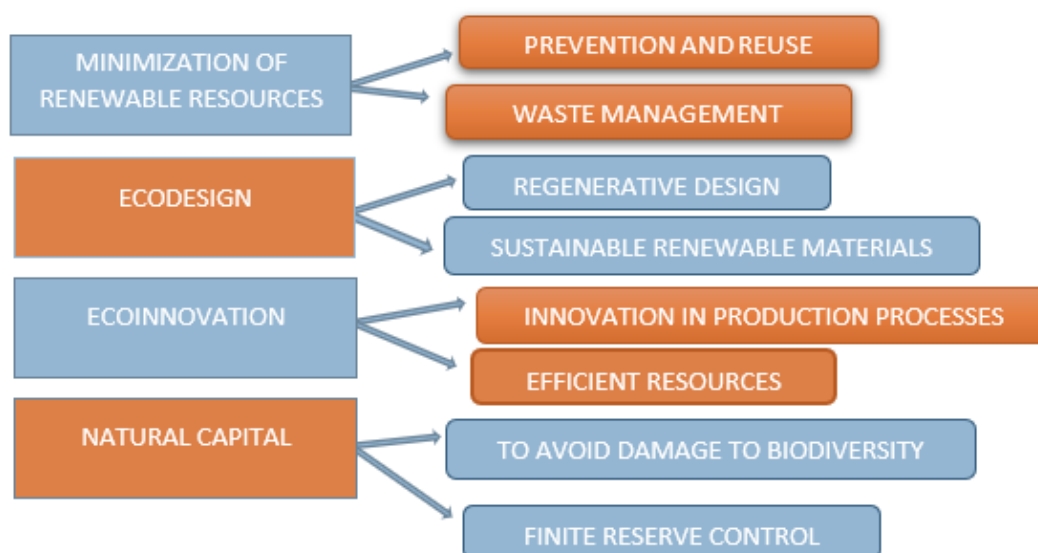 MINIMIZATION OF
RENEWABLE RESOURCES
PREVENTION AND REUSE
WASTE MANAGEMENT
ECODESIGN
REGENERATIVE DESIGN
SUSTAINABLE RENEWABLE MATERIALS
ECOINNOVATION
INNOVATION IN PRODUCTION PROCESSES
EFFICIENT RESOURCES
NATURAL CAPITAL
TO AVOID DAMAGE TO BIODIVERSITY
FINITE RESERVE CONTROL